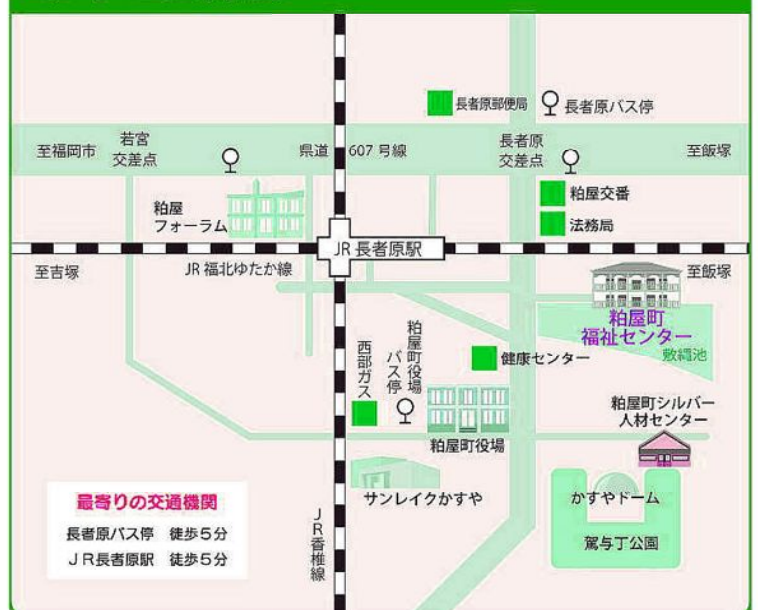 長者原郵便局
長者原バス停
至福岡市
若宮
交差点
県道
607号線
長者原
交差点
至飯塚
粕屋
フォーラム
粕屋交番
法務局
JR長者原駅
至吉塚
JR福北ゆたか線
至飯塚
粕屋町
福祉センター
敷縄池
西部ガス
粕屋町役場
バス停
健康センター
粕屋町役場
粕屋町シルバー
人材センター
サンレイクかすや
かすやドーム
駕与丁公園
最寄りの交通機関
長者原バス停 徒歩5分
JR長者原駅 徒歩5分
JR香椎線